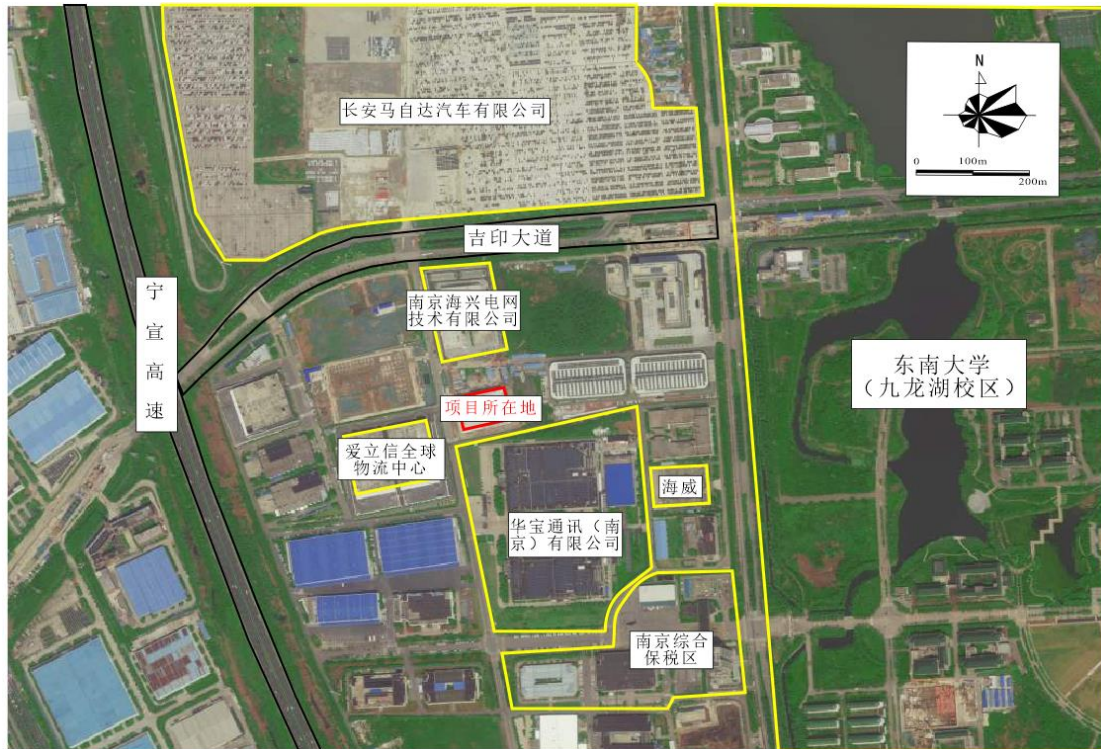 N
0 100m
200m
长安马自达汽车有限公司
吉印大道
宁
宣
高
速
南京海兴电网
技术有限公司
东南大学
（九龙湖校区）
项目所在地
爱立信全球
物流中心
海威
华宝通讯（南
京）有限公司
南京综合
保税区